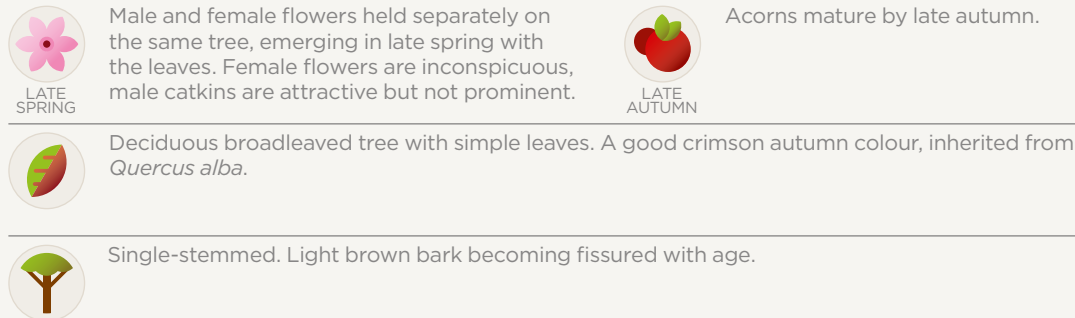 Male and female flowers held separately on
the same tree, emerging in late spring with
the leaves. Female flowers are inconspicuous,
male catkins are attractive but not prominent.
LATE
SPRING
Acorns mature by late autumn.
LATE
AUTUMN
Deciduous broadleaved tree with simple leaves. A good crimson autumn colour, inherited from
Quercus alba.
Single-stemmed. Light brown bark becoming fissured with age.